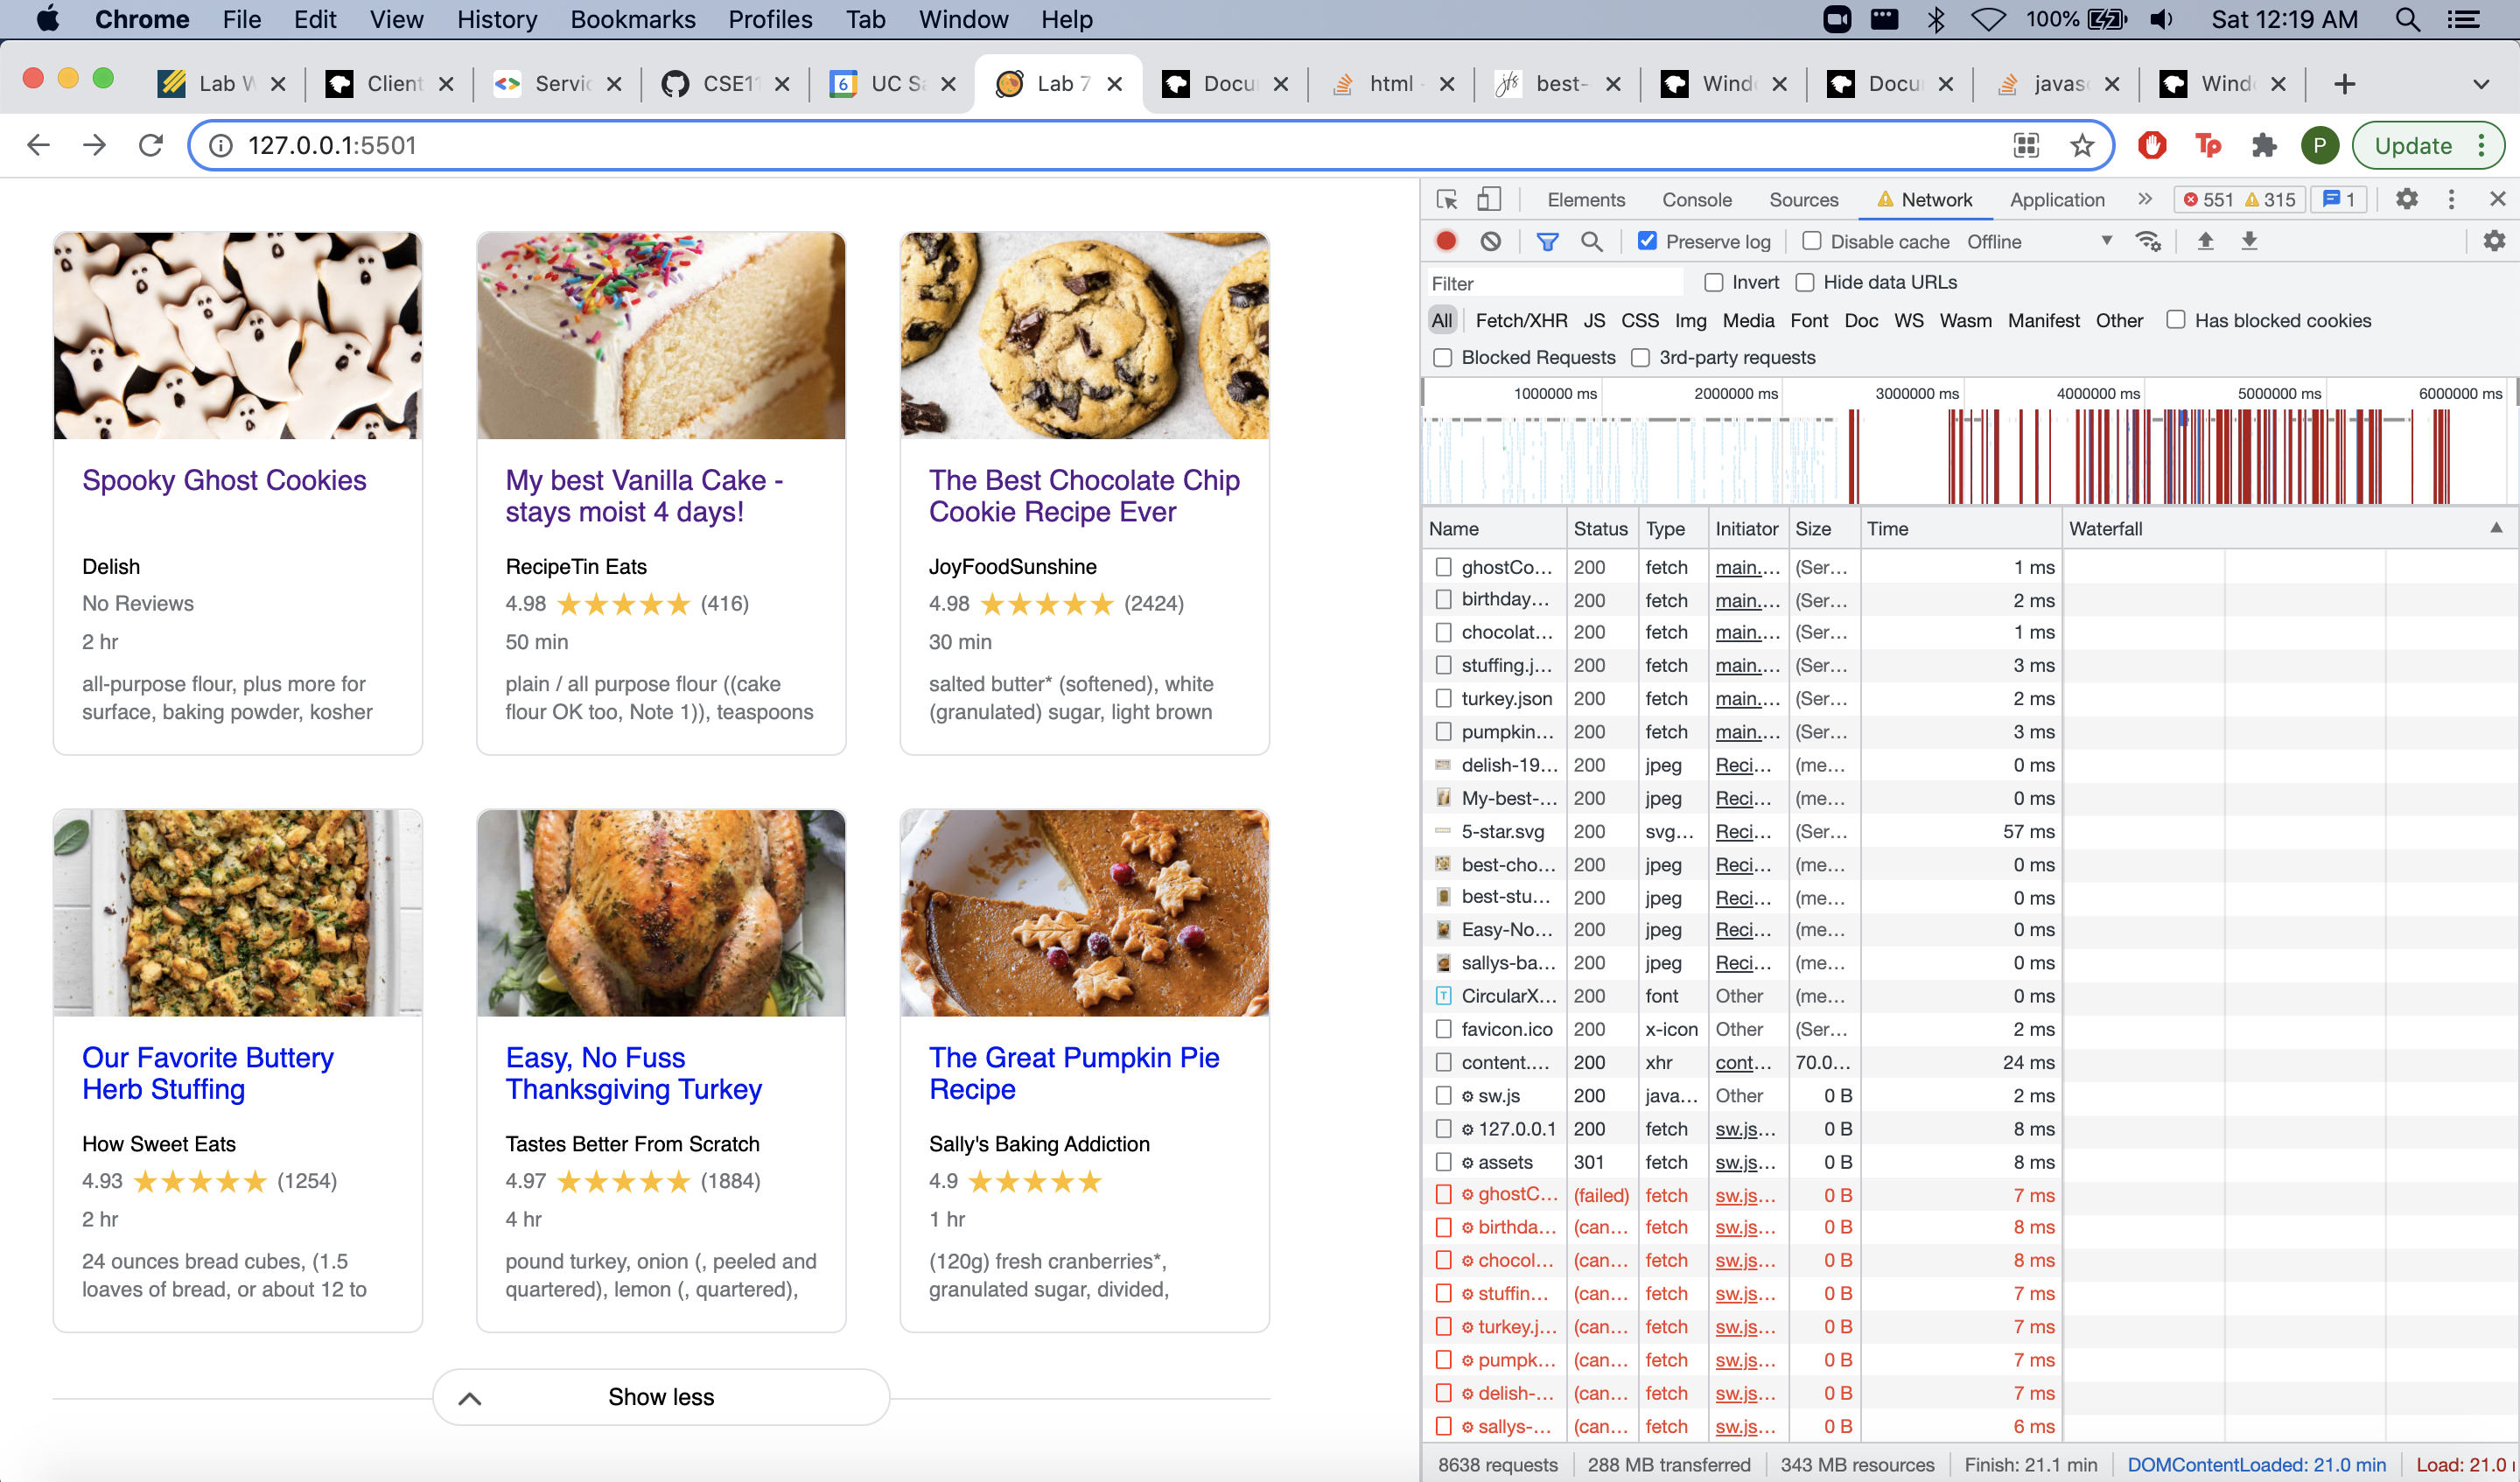 Chrome File Edit View History Bookmarks Profiles Tab Window Help 100% Sat 12:19 AM
Lab W Client Servic CSE11 6 UC Sa Lab 7 Docu html - best- Wind Docu javas Wind
127.0.0.1:5501 Tp P Update
Elements Console Sources Network Application 551 315 1
Preserve log Disable cache Offline
Filter Invert Hide data URLs
All Fetch/XHR JS CSS Img Media Font Doc WS Wasm Manifest Other Has blocked cookies
Blocked Requests 3rd-party requests
1000000 ms 2000000 ms 3000000 ms 4000000 ms 5000000 ms 6000000 ms
Name Status Type Initiator Size Time Waterfall
ghostCo... 200 fetch main.... (Ser... 1 ms
birthday... 200 fetch main.... (Ser... 2 ms
chocolat... 200 fetch main.... (Ser... 1 ms
stuffing.j... 200 fetch main.... (Ser... 3 ms
turkey.json 200 fetch main.... (Ser... 2 ms
pumpkin... 200 fetch main.... (Ser... 3 ms
delish-19... 200 jpeg Reci... (me... 0 ms
My-best-... 200 jpeg Reci... (me... 0 ms
5-star.svg 200 svg... Reci... (Ser... 57 ms
best-cho... 200 jpeg Reci... (me... 0 ms
best-stu... 200 jpeg Reci... (me... 0 ms
Easy-No... 200 jpeg Reci... (me... 0 ms
sallys-ba... 200 jpeg Reci... (me... 0 ms
CircularX... 200 font Other (me... 0 ms
favicon.ico 200 x-icon Other (Ser... 2 ms
content.... 200 xhr cont... 70.0... 24 ms
sw.js 200 java... Other 0 B 2 ms
127.0.0.1 200 fetch sw.js... 0 B 8 ms
assets 301 fetch sw.js... 0 B 8 ms
ghostC... (failed) fetch sw.js... 0 B 7 ms
birthda... (can... fetch sw.js... 0 B 8 ms
chocol... (can... fetch sw.js... 0 B 8 ms
stuffin... (can... fetch sw.js... 0 B 7 ms
turkey.j... (can... fetch sw.js... 0 B 7 ms
pumpk... (can... fetch sw.js... 0 B 7 ms
delish-... (can... fetch sw.js... 0 B 7 ms
sallys-... (can... fetch sw.js... 0 B 6 ms
8638 requests 288 MB transferred 343 MB resources Finish: 21.1 min DOMContentLoaded: 21.0 min Load: 21.0
Spooky Ghost Cookies
Delish
No Reviews
2 hr
all-purpose flour, plus more for
surface, baking powder, kosher
My best Vanilla Cake -
stays moist 4 days!
RecipeTin Eats
4.98 (416)
50 min
plain / all purpose flour ((cake
flour OK too, Note 1)), teaspoons
The Best Chocolate Chip
Cookie Recipe Ever
JoyFoodSunshine
4.98 (2424)
30 min
salted butter* (softened), white
(granulated) sugar, light brown
Our Favorite Buttery
Herb Stuffing
How Sweet Eats
4.93 (1254)
2 hr
24 ounces bread cubes, (1.5
loaves of bread, or about 12 to
Easy, No Fuss
Thanksgiving Turkey
Tastes Better From Scratch
4.97 (1884)
4 hr
pound turkey, onion (, peeled and
quartered), lemon (, quartered),
The Great Pumpkin Pie
Recipe
Sally's Baking Addiction
4.9
1 hr
(120g) fresh cranberries*,
granulated sugar, divided,
Show less